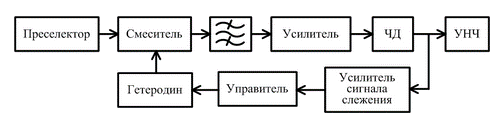 Преселектор
Смеситель
Усилитель
ЧД
УНЧ
Гетеродин
Управитель
Усилитель
сигнала
слежения